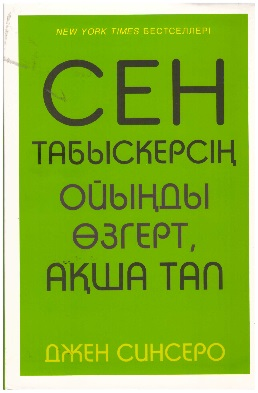 NEW YORK TIMES БЕСТСЕЛЛЕРІ
СЕН
ТАБЫСКЕРСІҢ
ОЙЫҢДЫ
ӨЗГЕРТ,
АҚША ТАП
ДЖЕН СИНСЕРО